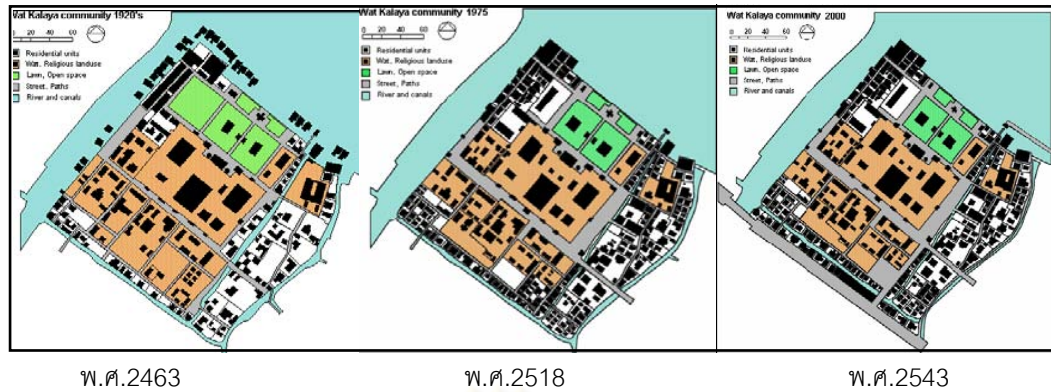 Wat Kalaya community 1920's
0 20 40 60
Residential units
Wat, Religious landuse
Lawn, Open space
Street, Paths
River and canals
Wat Kalaya community 1975
0 20 40 60
Residential units
Wat, Religious landuse
Lawn, Open space
Street, Paths
River and canals
Wat Kalaya community 2000
0 20 40 60
Residential units
Wat, Religious landuse
Lawn, Open space
Street, Paths
River and canals
พ.ศ.2463
พ.ศ.2518
พ.ศ.2543